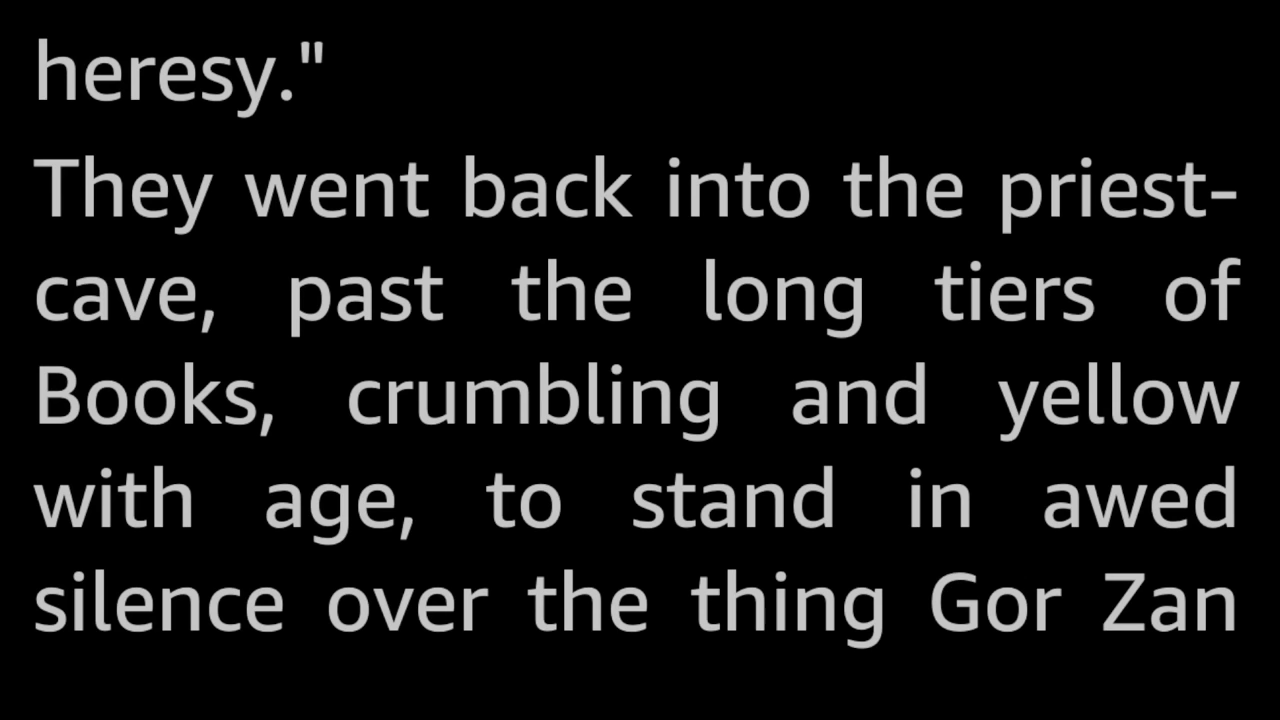 heresy."
They went back into the priest-
cave, past the long tiers of
Books, crumbling and yellow
with age, to stand in awed
silence over the thing Gor Zan